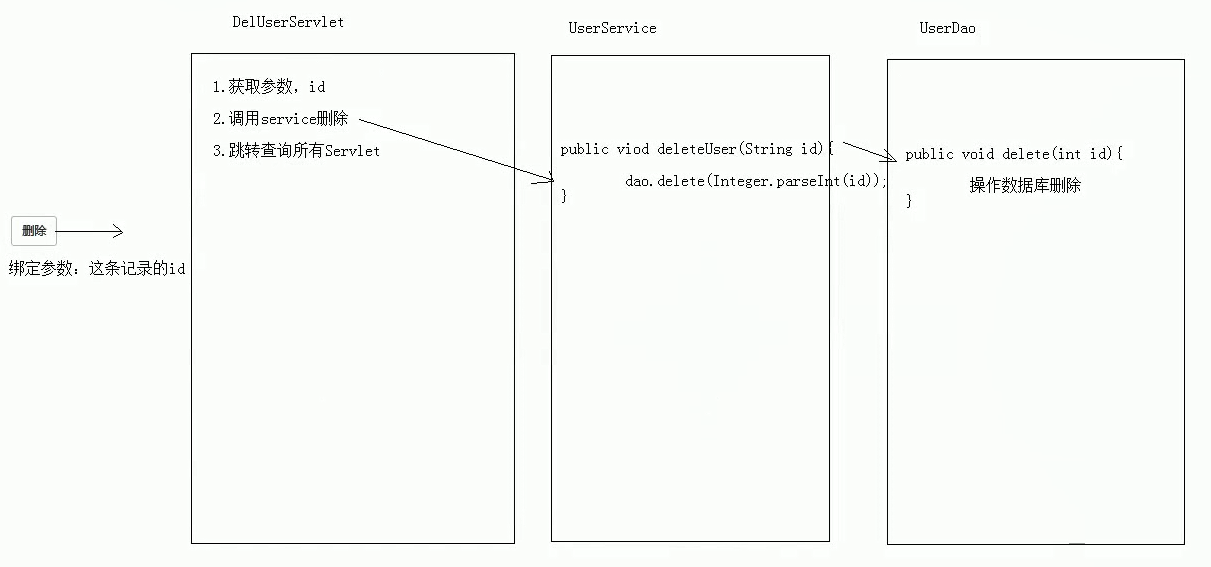 DelUserServlet
1.获取参数，id
2.调用service删除
3.跳转查询所有Servlet
删除
绑定参数：这条记录的id
UserService
public viod deleteUser(String id){
dao.delete(Integer.parseInt(id));
}
UserDao
public void delete(int id){
操作数据库删除
}